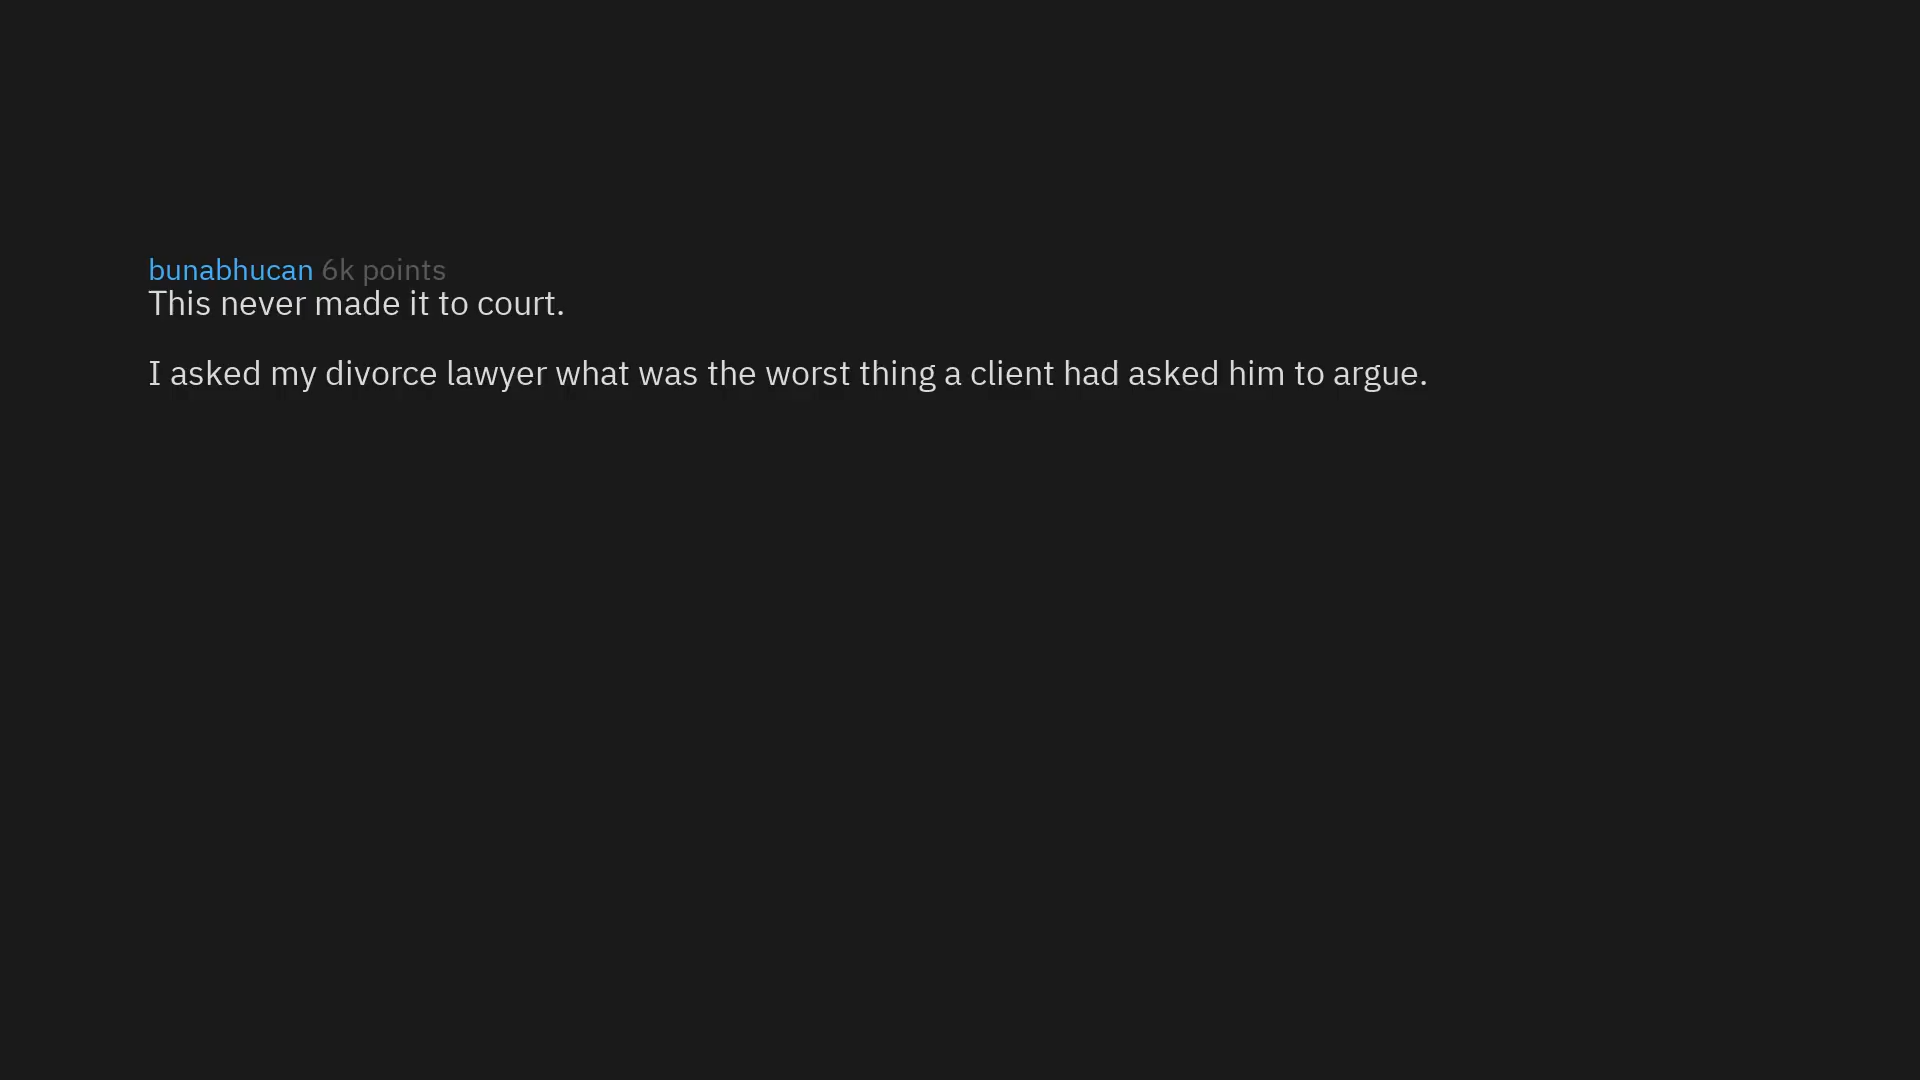 bunabhucan 6k points
This never made it to court.
I asked my divorce lawyer what was the worst thing a client had asked him to argue.